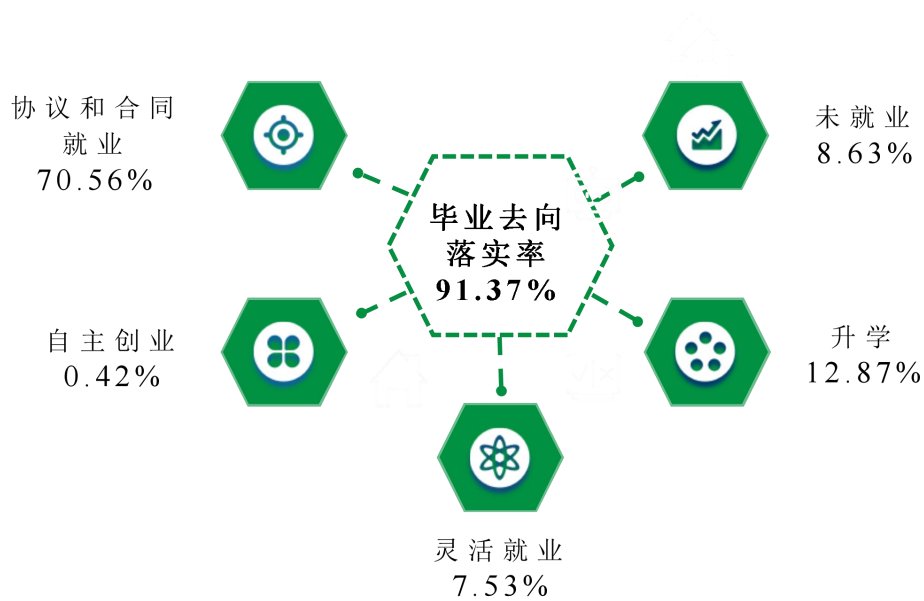 协议和合同
就业
70.56%
未就业
8.63%
毕业去向
落实率
91.37%
自主创业
0.42%
升学
12.87%
灵活就业
7.53%